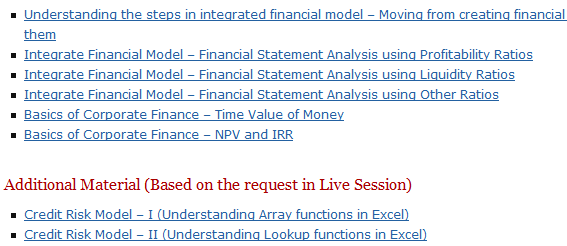 Understanding the steps in integrated financial model – Moving from creating financial
them
Integrate Financial Model – Financial Statement Analysis using Profitability Ratios
Integrate Financial Model – Financial Statement Analysis using Liquidity Ratios
Integrate Financial Model – Financial Statement Analysis using Other Ratios
Basics of Corporate Finance – Time Value of Money
Basics of Corporate Finance – NPV and IRR
Additional Material (Based on the request in Live Session)
Credit Risk Model – I (Understanding Array functions in Excel)
Credit Risk Model – II (Understanding Lookup functions in Excel)